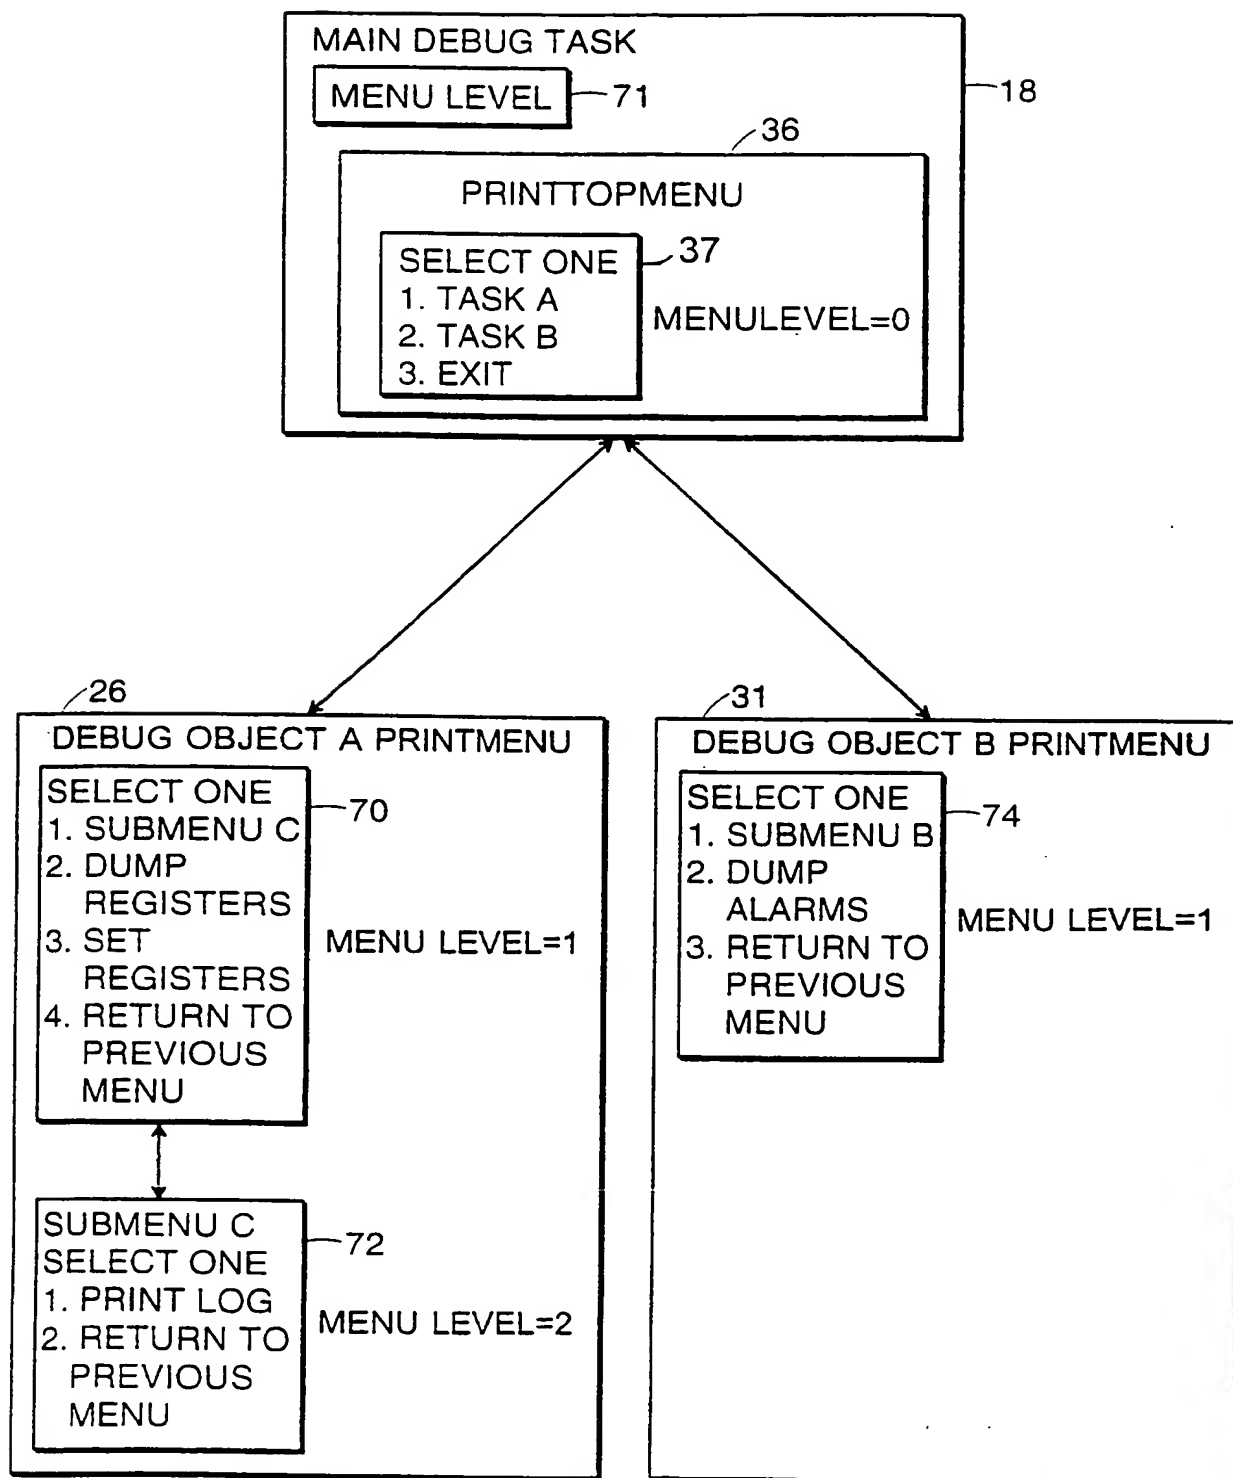 MAIN DEBUG TASK
MENU LEVEL
71
18
36
PRINTTOPMENU
37
SELECT ONE
1. TASK A
2. TASK B
3. EXIT
MENULEVEL=0
26
DEBUG OBJECT A PRINTMENU
70
SELECT ONE
1. SUBMENU C
2. DUMP
REGISTERS
3. SET
REGISTERS
4. RETURN TO
PREVIOUS
MENU
MENU LEVEL=1
SUBMENU C
SELECT ONE
1. PRINT LOG
2. RETURN TO
PREVIOUS
MENU
72
MENU LEVEL=2
31
DEBUG OBJECT B PRINTMENU
SELECT ONE
1. SUBMENU B
2. DUMP
ALARMS
3. RETURN TO
PREVIOUS
MENU
74
MENU LEVEL=1